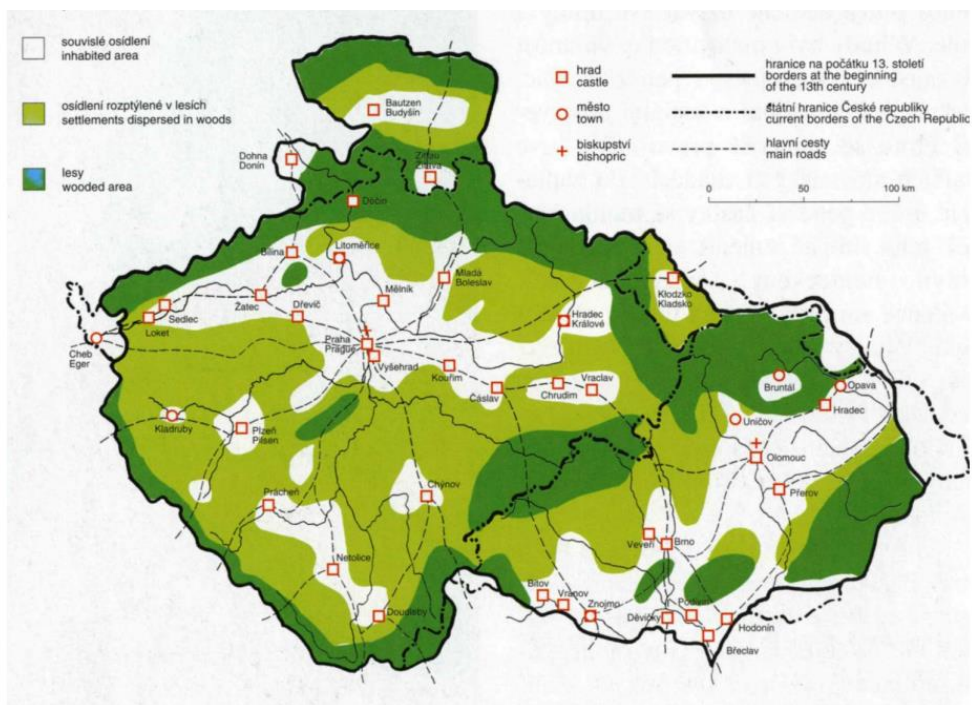 souvislé osídlení
inhabited area
osídlení rozptýlené v lesích
settlements dispersed in woods
lesy
wooded area
hrad
castle
město
town
biskupství
bishopric
hranice na počátku 13. století
borders at the beginning
of the 13th century
státní hranice České republiky
current borders of the Czech Republic
hlavní cesty
main roads
0 50 100 km
Bautzen
Budyšín
Dohna
Donín
Děčín
Bílina
Litoměřice
Mladá
Boleslav
Mělník
Žatec
Dřevíč
Sedlec
Loket
Cheb
Eger
Praha
Prague
Vyšehrad
Kouřim
Čáslav
Hradec
Králové
Vraclav
Chrudim
Kłodzko
Kladsko
Bruntál
Opava
Hradec
Uničov
Olomouc
Přerov
Kladruby
Plzeň
Pilsen
Prácheň
Chýnov
Netolice
Doudleby
Veveří
Brno
Bítov
Vranov
Znojmo
Děvičky
Podivín
Hodonín
Břeclav